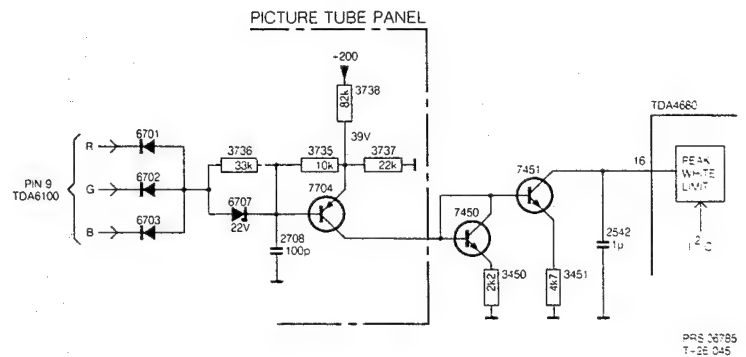 PICTURE TUBE PANEL
+200
3738
82k
39V
TDA4680
6701
R
3736
33k
3735
10k
3737
22k
7451
16
PEAK
WHITE
LIMIT
PIN 9
TDA6100
6702
G
7704
6707
22V
6703
B
7450
2708
100p
I²C
2542
1µ
3450
2k2
3451
4k7
PRS 06785
T-25 045